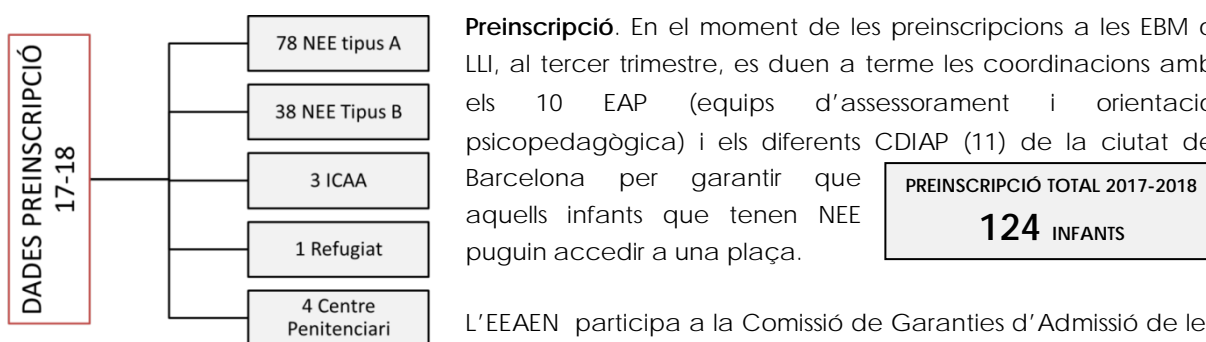 DADES PREINSCRIPCIÓ
17-18
78 NEE tipus A
38 NEE Tipus B
3 ICAA
1 Refugiat
4 Centre
Penitenciari
Preinscripció. En el moment de les preinscripcions a les EBM
LLI, al tercer trimestre, es duen a terme les coordinacions amb
els 10 EAP (equips d'assessorament i
psicopedagògica) i els diferents CDIAP (11) de la ciutat de
Barcelona per garantir que
aquells infants que tenen NEE
puguin accedir a una plaça.
PREINSCRIPCIÓ TOTAL 2017-2018
124 INFANTS
L'EEAEN participa a la Comissió de Garanties d'Admissió de